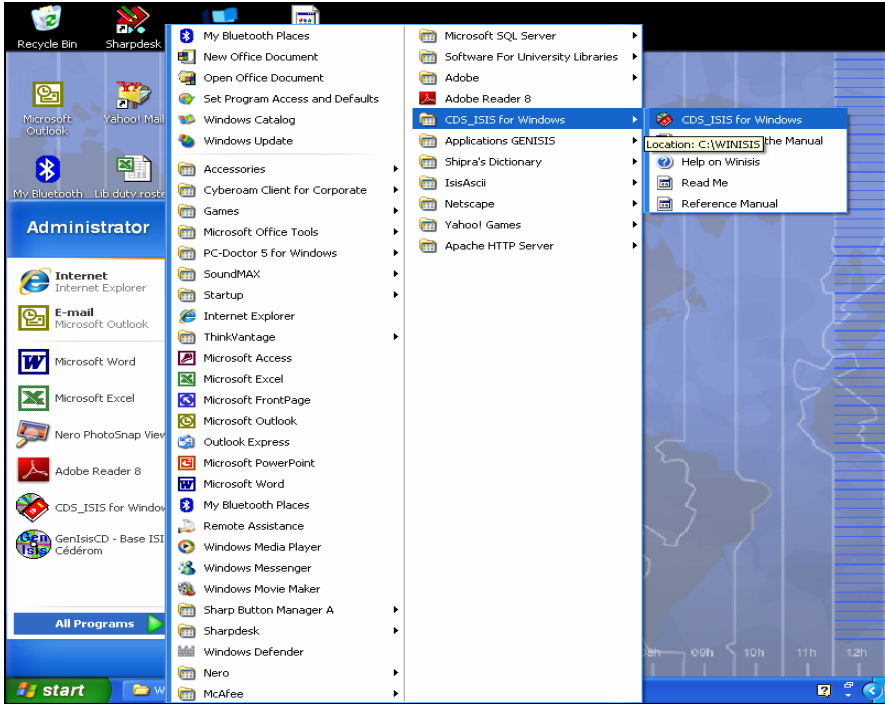 Recycle Bin
Sharpdesk
Microsoft Outlook
Yahoo! Mail
My Bluetooth
Lib duty roste
Administrator
Internet
Internet Explorer
E-mail
Microsoft Outlook
Microsoft Word
Microsoft Excel
Nero PhotoSnap View
Adobe Reader 8
CDS_ISIS for Window
GenIsisCD - Base ISI
Cédérom
All Programs
start
W
My Bluetooth Places
New Office Document
Open Office Document
Set Program Access and Defaults
Windows Catalog
Windows Update
Accessories
Cyberoam Client for Corporate
Games
Microsoft Office Tools
PC-Doctor 5 for Windows
SoundMAX
Startup
Internet Explorer
ThinkVantage
Microsoft Access
Microsoft Excel
Microsoft FrontPage
Microsoft Outlook
Outlook Express
Microsoft PowerPoint
Microsoft Word
My Bluetooth Places
Remote Assistance
Windows Media Player
Windows Messenger
Windows Movie Maker
Sharp Button Manager A
Sharpdesk
Windows Defender
Nero
McAfee
Microsoft SQL Server
Software For University Libraries
Adobe
Adobe Reader 8
CDS_ISIS for Windows
Applications GENISIS
Shipra's Dictionary
IsisAscii
Netscape
Yahoo! Games
Apache HTTP Server
CDS_ISIS for Windows
Location: C:\WINISIS
the Manual
Help on Winisis
Read Me
Reference Manual
09h
10h
11h
12h